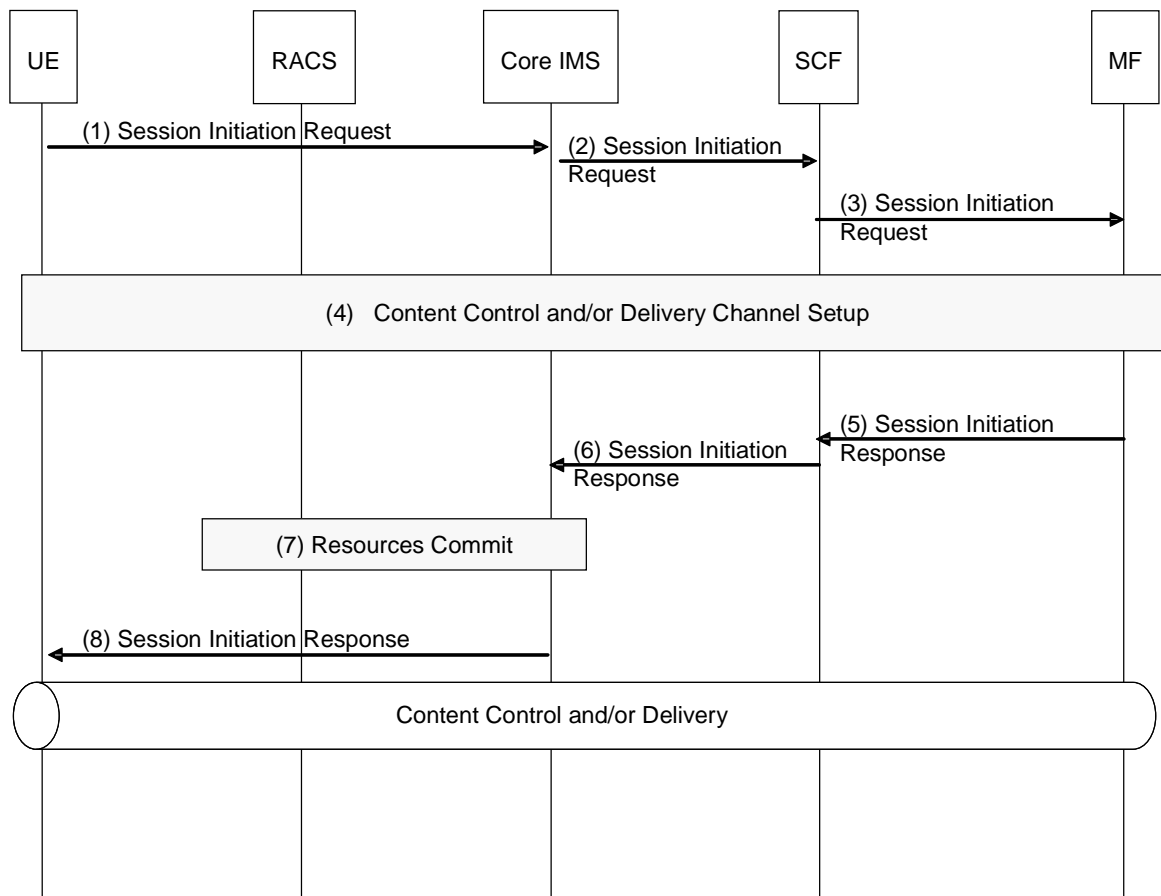 UE
RACS
Core IMS
SCF
MF
(1) Session Initiation Request
(2) Session Initiation
Request
(3) Session Initiation
Request
(4) Content Control and/or Delivery Channel Setup
(5) Session Initiation
Response
(6) Session Initiation
Response
(7) Resources Commit
(8) Session Initiation Response
Content Control and/or Delivery